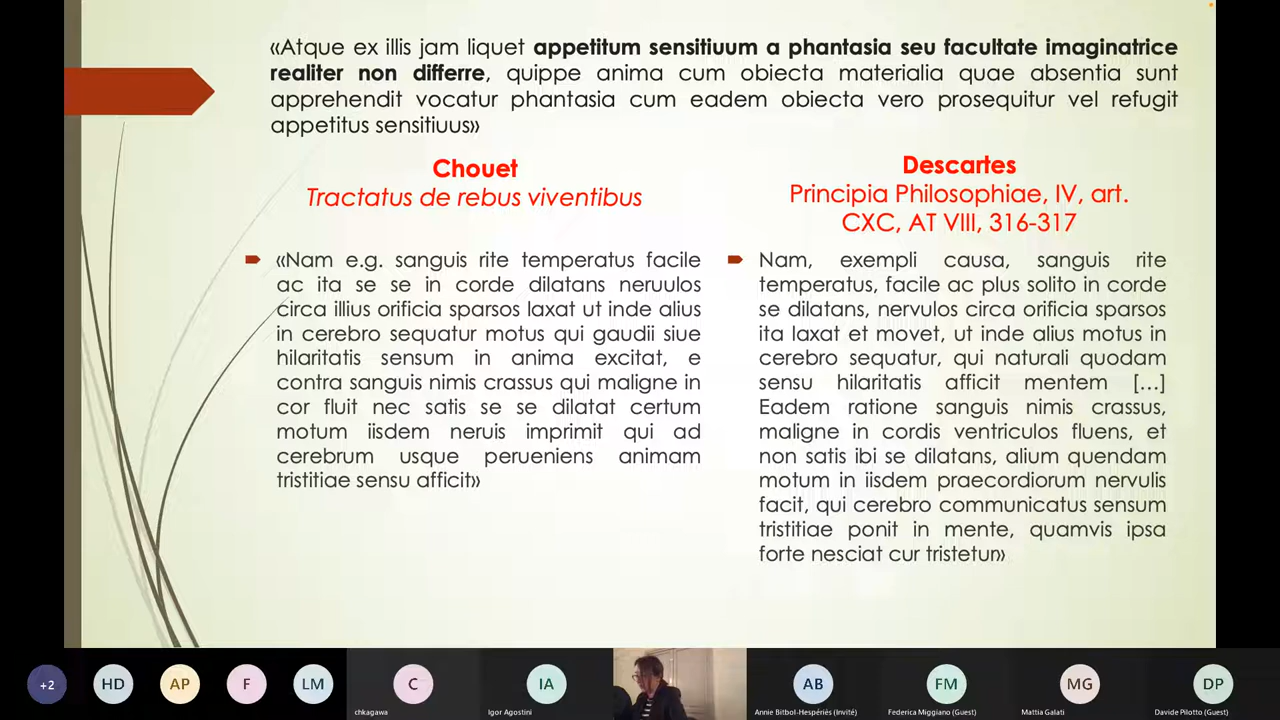 «Atque ex illis jam liquet appetitum sensitiuum a phantasia seu facultate imaginatrice
realiter non differre, quippe anima cum obiecta materialia quae absentia sunt
apprehendit vocatur phantasia cum eadem obiecta vero prosequitur vel refugit
appetitus sensitiuus»
Chouet
Tractatus de rebus viventibus
«Nam e.g. sanguis rite temperatus facile
ac ita se se in corde dilatans neruulos
circa illius orificia sparsos laxat ut inde alius
in cerebro sequatur motus qui gaudii siue
hilaritatis sensum in anima excitat, e
contra sanguis nimis crassus qui maligne in
cor fluit nec satis se se dilatat certum
motum iisdem neruis imprimit qui ad
cerebrum usque perueniens animam
tristitiae sensu afficit»
Descartes
Principia Philosophiae, IV, art.
CXC, AT VIII, 316-317
Nam, exempli causa, sanguis rite
temperatus, facile ac plus solito in corde
se dilatans, nervulos circa orificia sparsos
ita laxat et movet, ut inde alius motus in
cerebro sequatur, qui naturali quodam
sensu hilaritatis afficit mentem […]
Eadem ratione sanguis nimis crassus,
maligne in cordis ventriculos fluens, et
non satis ibi se dilatans, alium quendam
motum in iisdem praecordiorum nervulis
facit, qui cerebro communicatus sensum
tristitiae ponit in mente, quamvis ipsa
forte nesciat cur tristetur»
+2
HD
AP
F
LM
C
chkagawa
IA
Igor Agostini
AB
Annie Bitbol-Hespériès (Invité)
FM
Federica Miggiano (Guest)
MG
Mattia Galati
DP
Davide Pilotto (Guest)